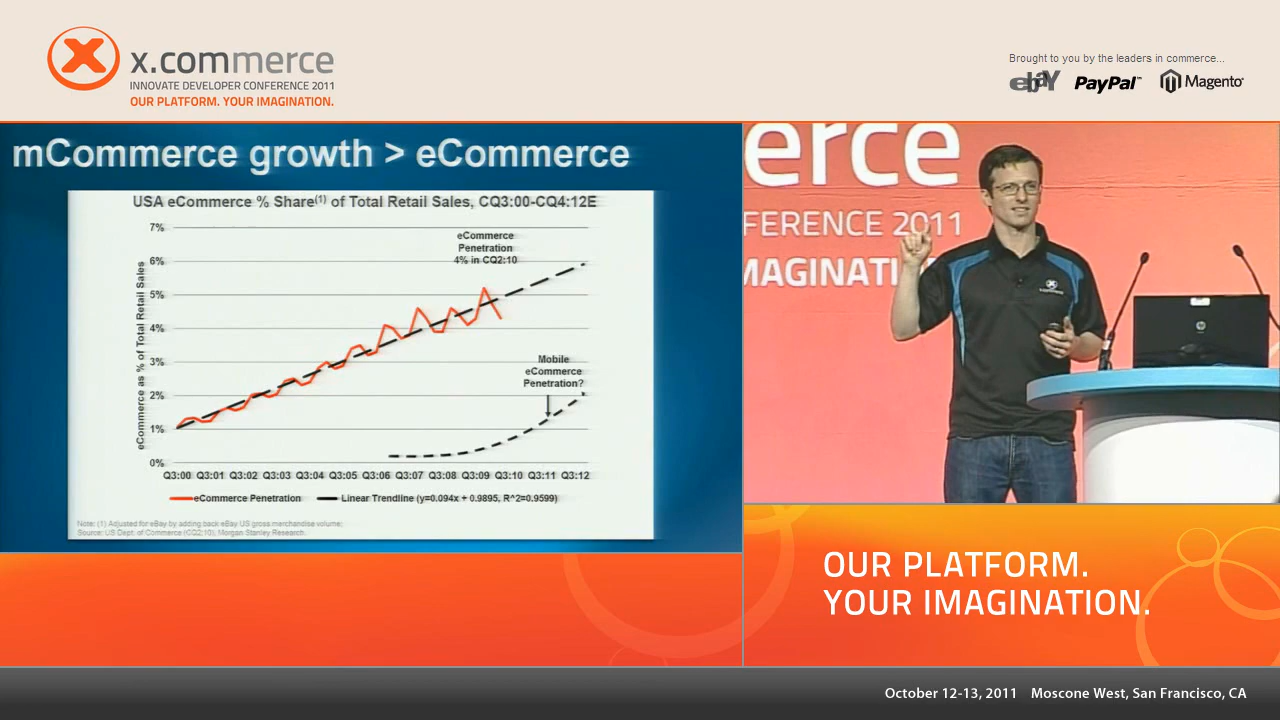 x.commerce
INNOVATE DEVELOPER CONFERENCE 2011
OUR PLATFORM. YOUR IMAGINATION.
Brought to you by the leaders in commerce...
ebaY PayPal™ Magento®
mCommerce growth > eCommerce
USA eCommerce % Share(1) of Total Retail Sales, CQ3:00-CQ4:12E
eCommerce as % of Total Retail Sales
7%
6%
5%
4%
3%
2%
1%
0%
eCommerce
Penetration
4% in CQ2:10
Mobile
eCommerce
Penetration?
Q3:00 Q3:01 Q3:02 Q3:03 Q3:04 Q3:05 Q3:06 Q3:07 Q3:08 Q3:09 Q3:10 Q3:11 Q3:12
eCommerce Penetration Linear Trendline (y=0.094x + 0.9895, R^2=0.9599)
Note: (1) Adjusted for eBay by adding back eBay US gross merchandise volume;
Source: US Dept. of Commerce (CQ2:10), Morgan Stanley Research.
erce
FERENCE 2011
MAGINATI
x.commerce
hp
OUR PLATFORM.
YOUR IMAGINATION.
October 12-13, 2011 Moscone West, San Francisco, CA